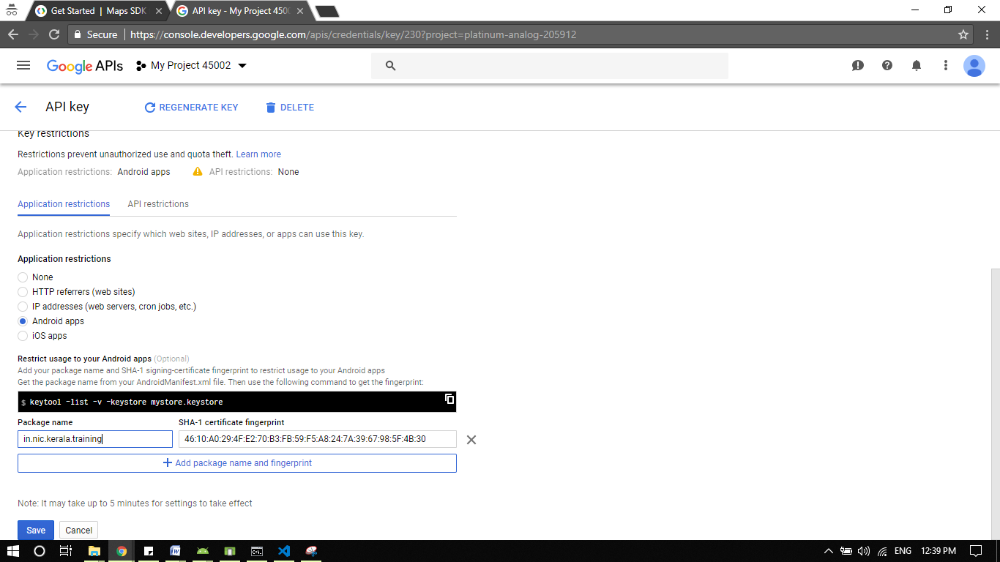 Get Started | Maps SDK
API key - My Project 4500
Secure https://console.developers.google.com/apis/credentials/key/230?project=platinum-analog-205912
Google APIs My Project 45002
API key REGENERATE KEY DELETE
Key restrictions
Restrictions prevent unauthorized use and quota theft. Learn more
Application restrictions: Android apps API restrictions: None
Application restrictions API restrictions
Application restrictions specify which web sites, IP addresses, or apps can use this key.
Application restrictions
None
HTTP referrers (web sites)
IP addresses (web servers, cron jobs, etc.)
Android apps
iOS apps
Restrict usage to your Android apps (Optional)
Add your package name and SHA-1 signing-certificate fingerprint to restrict usage to your Android apps
Get the package name from your AndroidManifest.xml file. Then use the following command to get the fingerprint:
$ keytool -list -v -keystore mystore.keystore
Package name SHA-1 certificate fingerprint
in.nic.kerala.training 46:10:A0:29:4F:E2:70:B3:FB:59:F5:A8:24:7A:39:67:98:5F:4B:30
Add package name and fingerprint
Note: It may take up to 5 minutes for settings to take effect
Save Cancel
ENG 12:39 PM